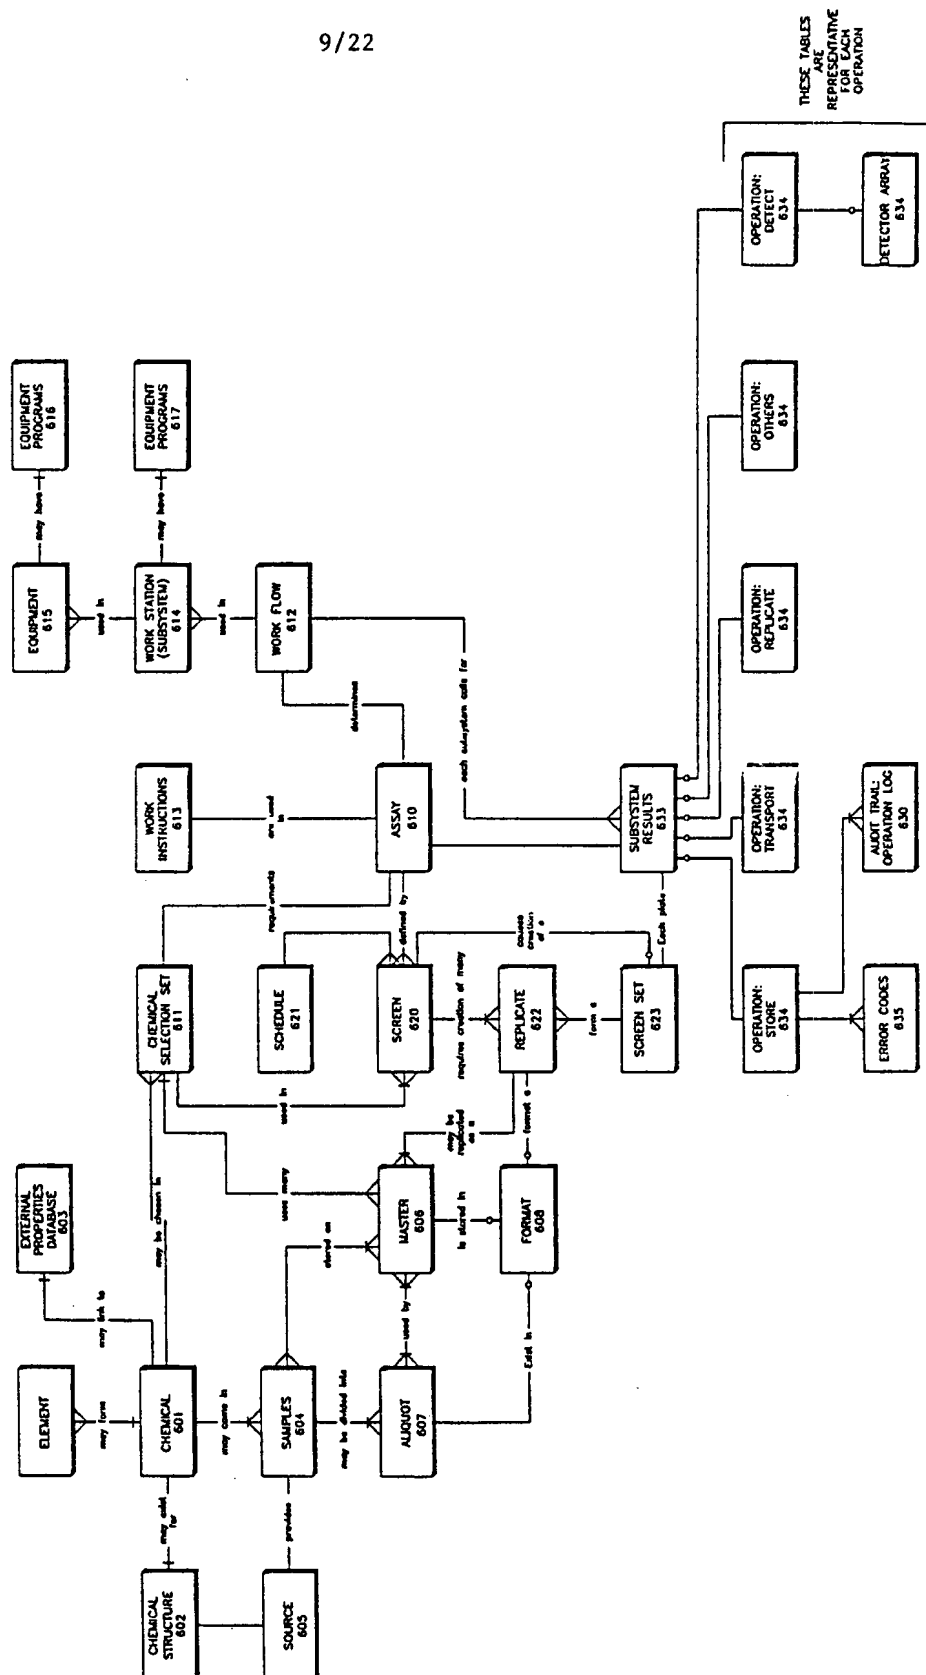 9/22
THESE TABLES
ARE
REPRESENTATIVE
FOR EACH
OPERATION
EQUIPMENT
PROGRAMS
616
EQUIPMENT
PROGRAMS
617
may have
may have
EQUIPMENT
615
used in
WORK STATION
(SUBSYSTEM)
614
used in
WORK FLOW
612
determines
each subsystem code for
WORK
INSTRUCTIONS
613
are used
in
ASSAY
610
requirements
defined by
CHEMICAL
SELECTION SET
611
SCHEDULE
621
SCREEN
620
requires creation of many
causes
creation
of a
REPLICATE
622
form a
SCREEN SET
623
Each plate
SUBSYSTEM
RESULTS
633
OPERATION:
DETECT
634
DETECTOR ARRAY
634
OPERATION:
OTHERS
634
OPERATION:
REPLICATE
634
OPERATION:
TRANSPORT
634
AUDIT TRAIL:
OPERATION LOG
630
OPERATION:
STORE
634
ERROR CODES
635
used in
uses many
may be chosen in
may be
replicated
as a
format a
EXTERNAL
PROPERTIES
DATABASE
603
may link to
MASTER
606
stored on
is stored in
FORMAT
608
ELEMENT
may form
CHEMICAL
601
may come in
SAMPLES
604
may be divided into
ALIQUOT
607
used by
Exist in
may exist
for
provides
CHEMICAL
STRUCTURE
602
SOURCE
605